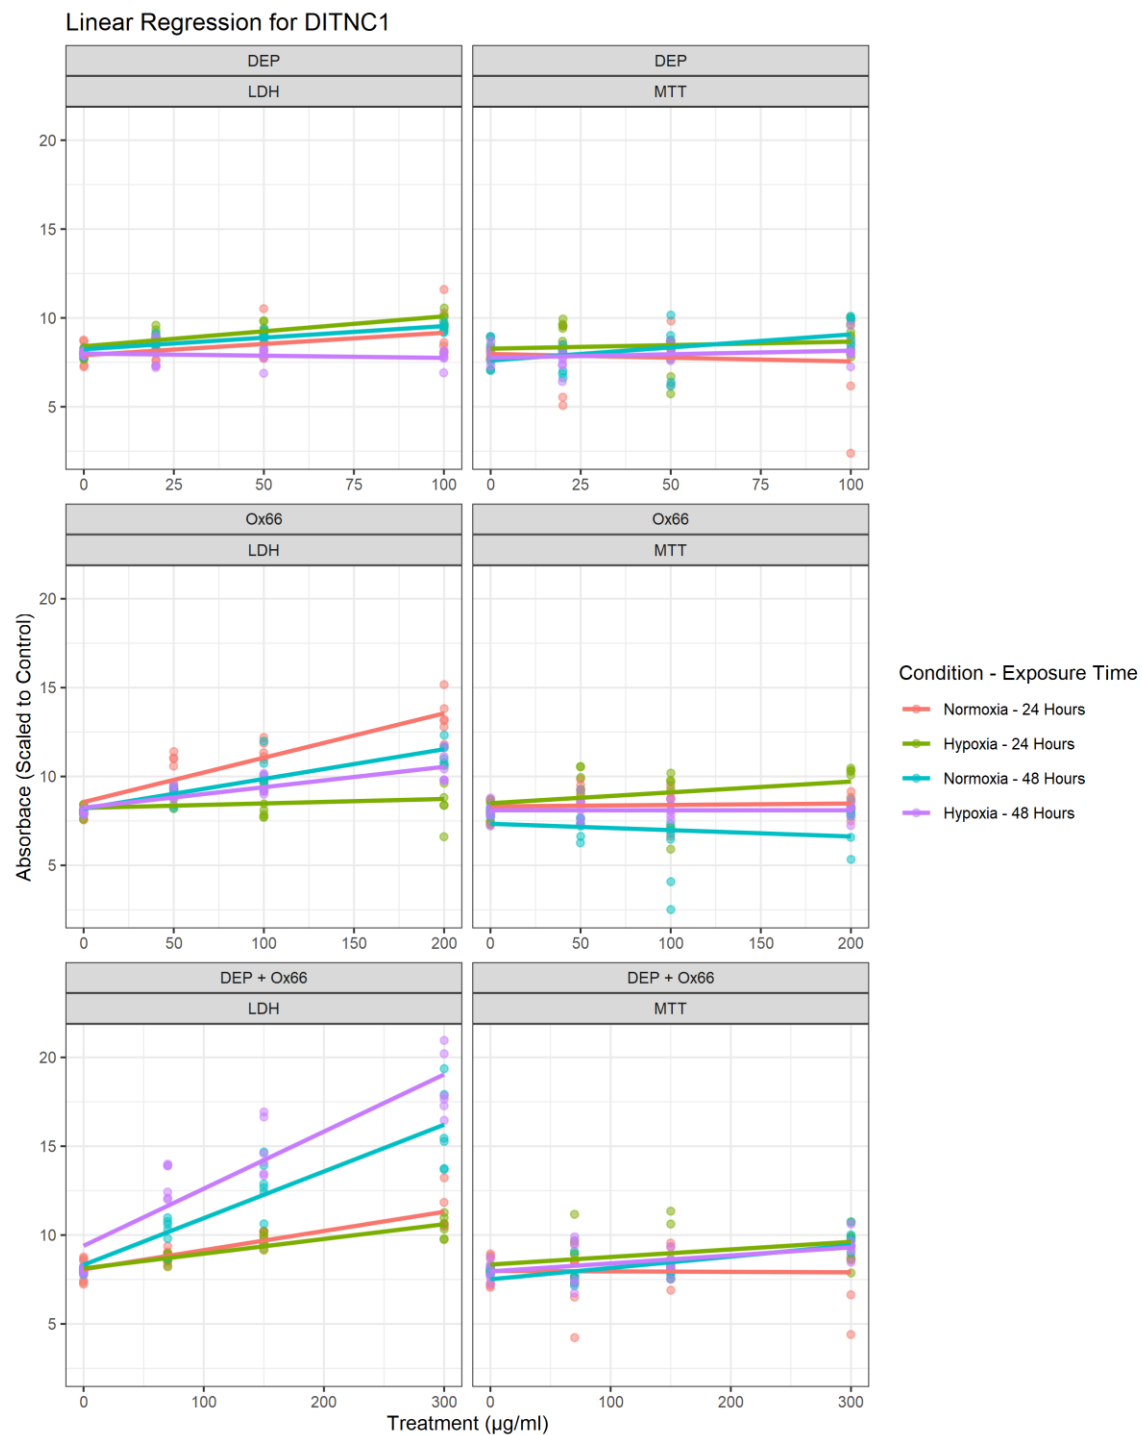 Linear Regression for DITNC1
DEP
DEP
LDH
MTT
20
15
10
5
0
25
50
75
100
0
25
50
75
100
Ox66
Ox66
LDH
MTT
20
15
10
5
0
50
100
150
200
0
50
100
150
200
DEP + Ox66
DEP + Ox66
LDH
MTT
20
15
10
5
0
100
200
300
0
100
200
300
Absorbace (Scaled to Control)
Treatment (µg/ml)
Condition - Exposure Time
Normoxia - 24 Hours
Hypoxia - 24 Hours
Normoxia - 48 Hours
Hypoxia - 48 Hours